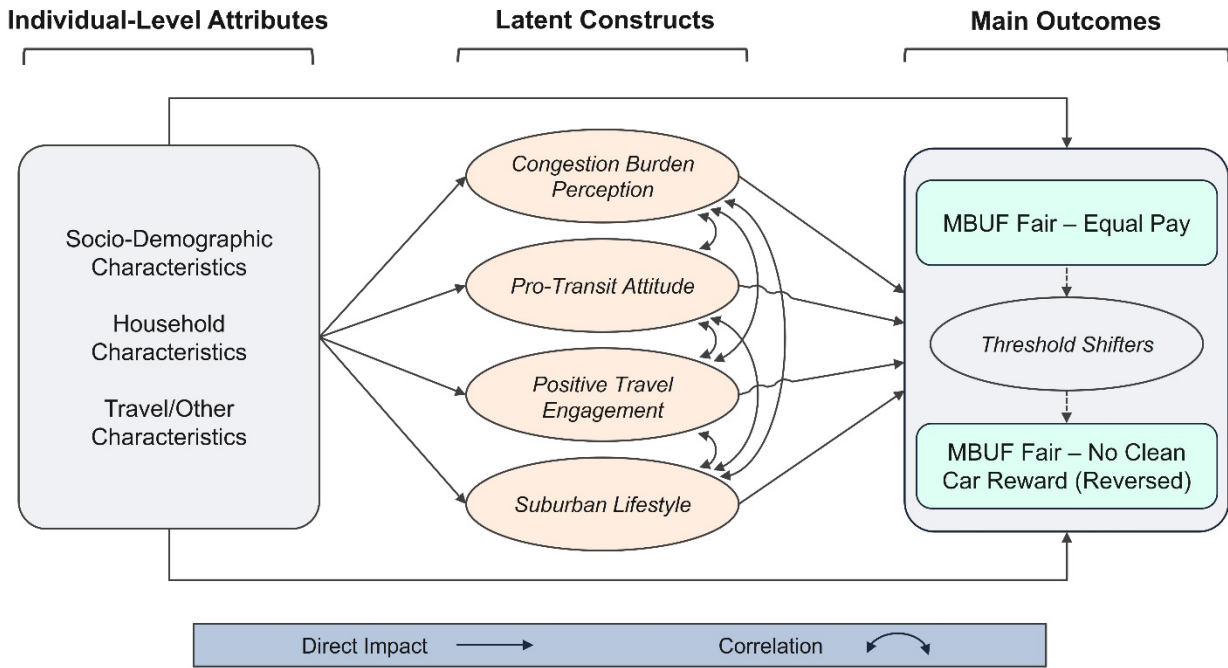 Individual-Level Attributes
Latent Constructs
Main Outcomes
Socio-Demographic
Characteristics
Household
Characteristics
Travel/Other
Characteristics
Congestion Burden
Perception
Pro-Transit Attitude
Positive Travel
Engagement
Suburban Lifestyle
MBUF Fair – Equal Pay
Threshold Shifters
MBUF Fair – No Clean
Car Reward (Reversed)
Direct Impact
Correlation